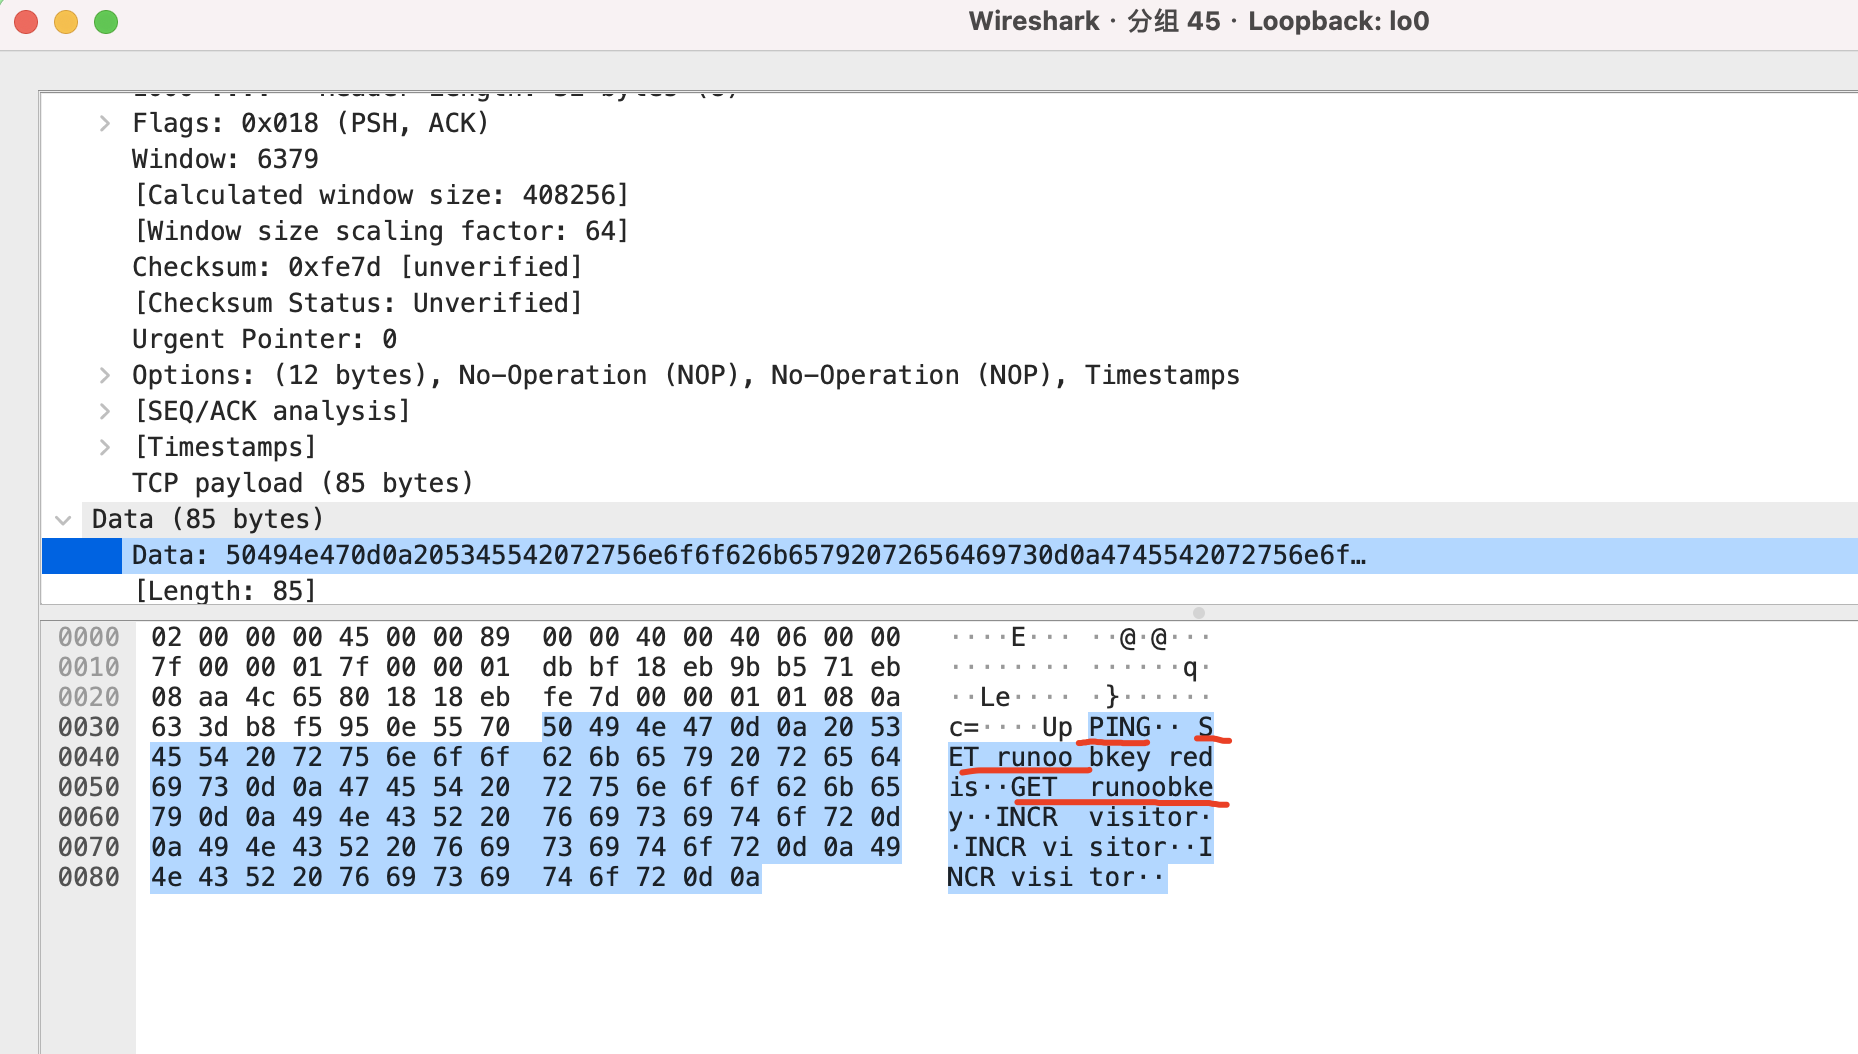 Wireshark · 分组 45 · Loopback: lo0
1000 .... = Header Length: 32 bytes (8)
Flags: 0x018 (PSH, ACK)
Window: 6379
[Calculated window size: 408256]
[Window size scaling factor: 64]
Checksum: 0xfe7d [unverified]
[Checksum Status: Unverified]
Urgent Pointer: 0
Options: (12 bytes), No-Operation (NOP), No-Operation (NOP), Timestamps
[SEQ/ACK analysis]
[Timestamps]
TCP payload (85 bytes)
Data (85 bytes)
Data: 50494e470d0a205345542072756e6f6f626b65792072656469730d0a4745542072756e6f…
[Length: 85]
0000 02 00 00 00 45 00 00 89 00 00 40 00 40 06 00 00 ····E··· ··@·@···
0010 7f 00 00 01 7f 00 00 01 db bf 18 eb 9b b5 71 eb ········ ······q·
0020 08 aa 4c 65 80 18 18 eb fe 7d 00 00 01 01 08 0a ··Le···· ·}······
0030 63 3d b8 f5 95 0e 55 70 50 49 4e 47 0d 0a 20 53 c=····Up PING·· S
0040 45 54 20 72 75 6e 6f 6f 62 6b 65 79 20 72 65 64 ET runoo bkey red
0050 69 73 0d 0a 47 45 54 20 72 75 6e 6f 6f 62 6b 65 is··GET runoobke
0060 79 0d 0a 49 4e 43 52 20 76 69 73 69 74 6f 72 0d y··INCR visitor·
0070 0a 49 4e 43 52 20 76 69 73 69 74 6f 72 0d 0a 49 ·INCR vi sitor··I
0080 4e 43 52 20 76 69 73 69 74 6f 72 0d 0a NCR visi tor··